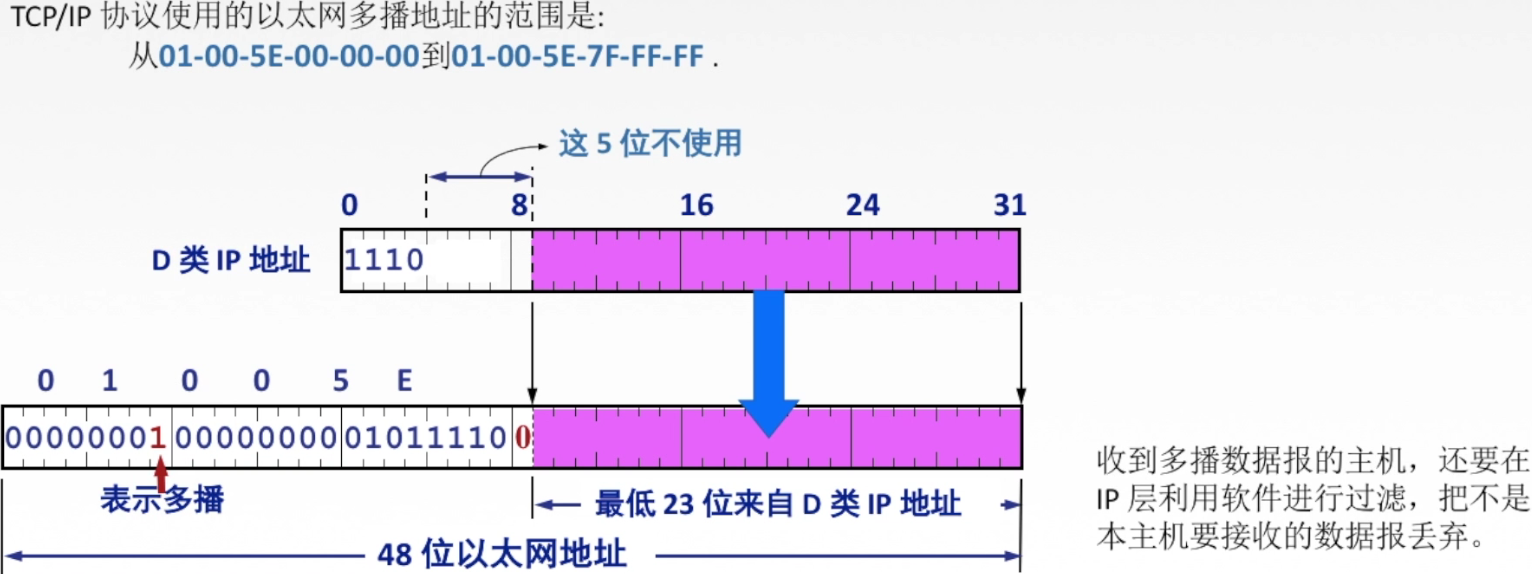 TCP/IP 协议使用的以太网多播地址的范围是:
从01-00-5E-00-00-00到01-00-5E-7F-FF-FF .
这 5 位不使用
0 8 16 24 31
D 类 IP 地址
1110
0 1 0 0 5 E
00000001 00000000 01011110 0
表示多播
最低 23 位来自 D 类 IP 地址
48 位以太网地址
收到多播数据报的主机，还要在
IP 层利用软件进行过滤，把不是
本主机要接收的数据报丢弃。